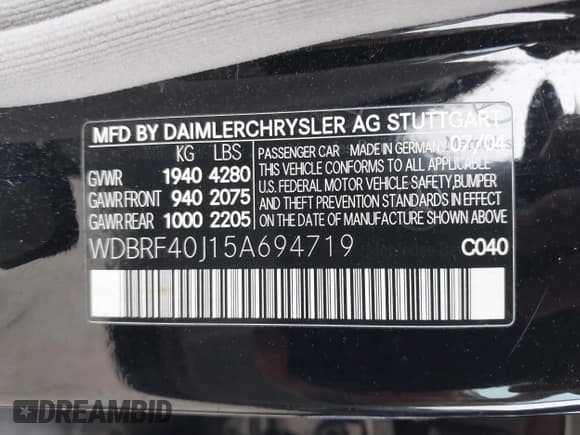 MFD BY DAIMLERCHRYSLER AG STUTTGART
KG LBS
GVWR 1940 4280
GAWR FRONT 940 2075
GAWR REAR 1000 2205
PASSENGER CAR MADE IN GERMANY 07/04
THIS VEHICLE CONFORMS TO ALL APPLICABLE
U.S. FEDERAL MOTOR VEHICLE SAFETY,BUMPER
AND THEFT PREVENTION STANDARDS IN EFFECT
ON THE DATE OF MANUFACTURE SHOWN ABOVE
WDBRF40J15A694719 C040
DREAMBID